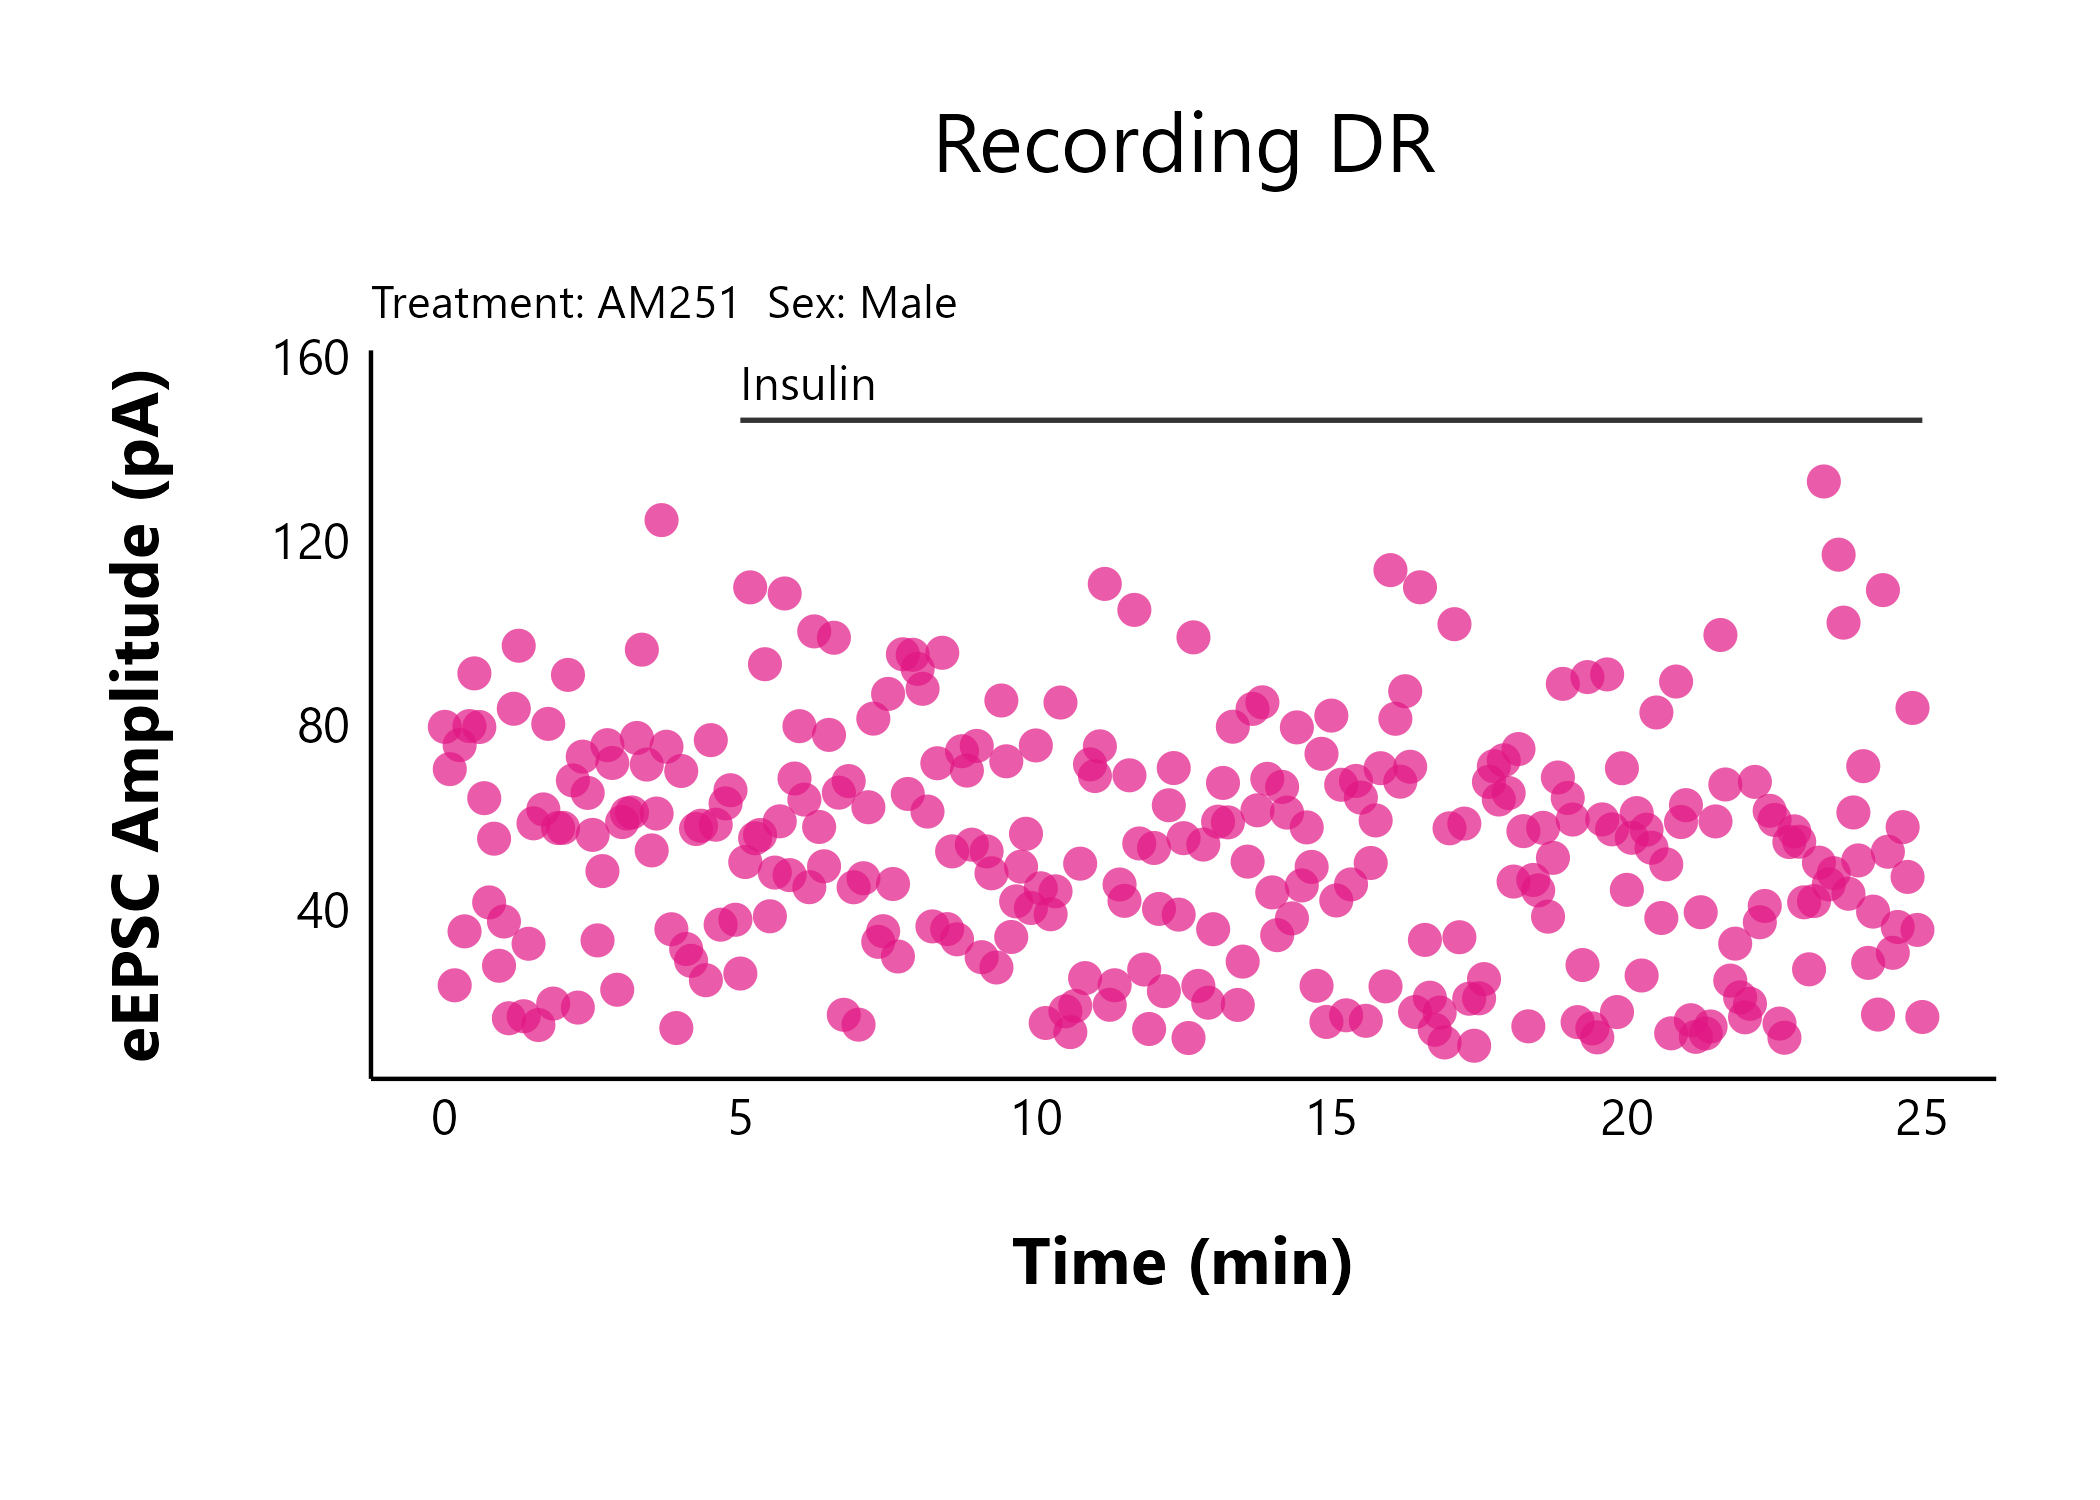 Recording DR
Treatment: AM251  Sex: Male
160
Insulin
120
80
40
eEPSC Amplitude (pA)
0 5 10 15 20 25
Time (min)